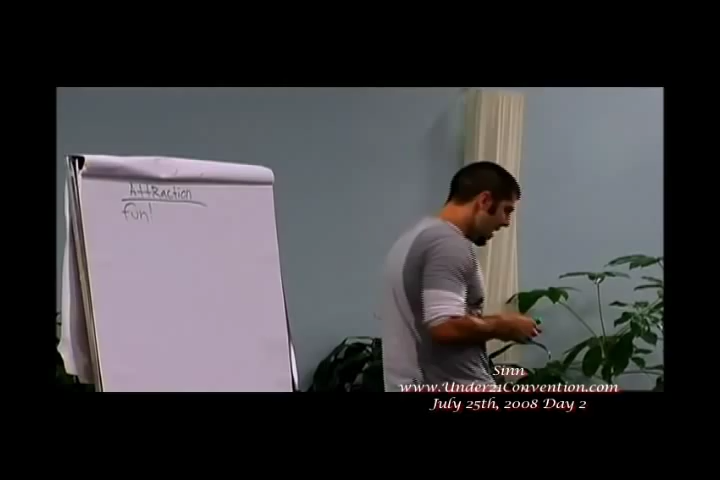 AttRaction
fun!
Sinn
www.Under21Convention.com
July 25th, 2008 Day 2